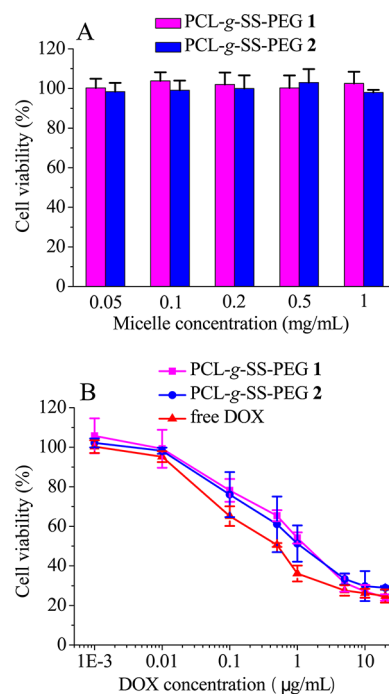 A
PCL-g-SS-PEG 1
PCL-g-SS-PEG 2
120
100
80
60
40
20
0
Cell viability (%)
0.05 0.1 0.2 0.5 1
Micelle concentration (mg/mL)
B
PCL-g-SS-PEG 1
PCL-g-SS-PEG 2
free DOX
120
100
80
60
40
20
0
Cell viability (%)
1E-3 0.01 0.1 1 10
DOX concentration ( μg/mL)